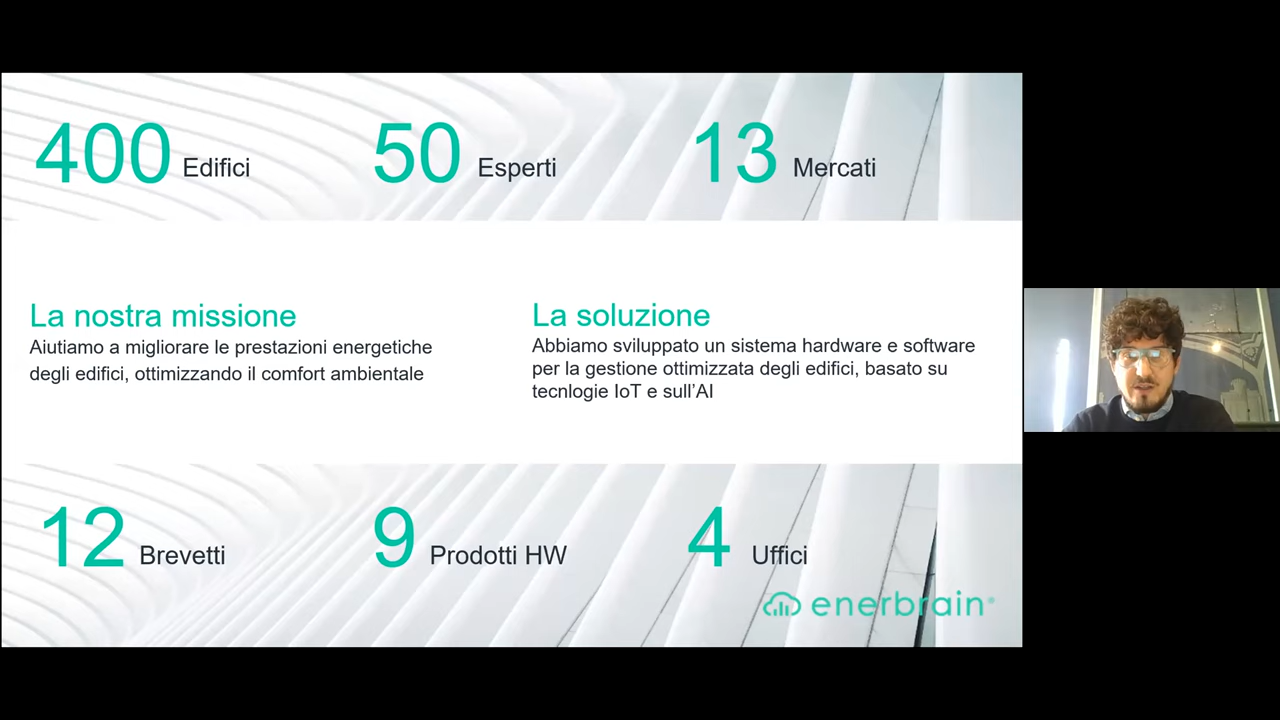 400 Edifici
50 Esperti
13 Mercati
La nostra missione
Aiutiamo a migliorare le prestazioni energetiche
degli edifici, ottimizzando il comfort ambientale
La soluzione
Abbiamo sviluppato un sistema hardware e software
per la gestione ottimizzata degli edifici, basato su
tecnlogie IoT e sull'AI
12 Brevetti
9 Prodotti HW
4 Uffici
enerbrain